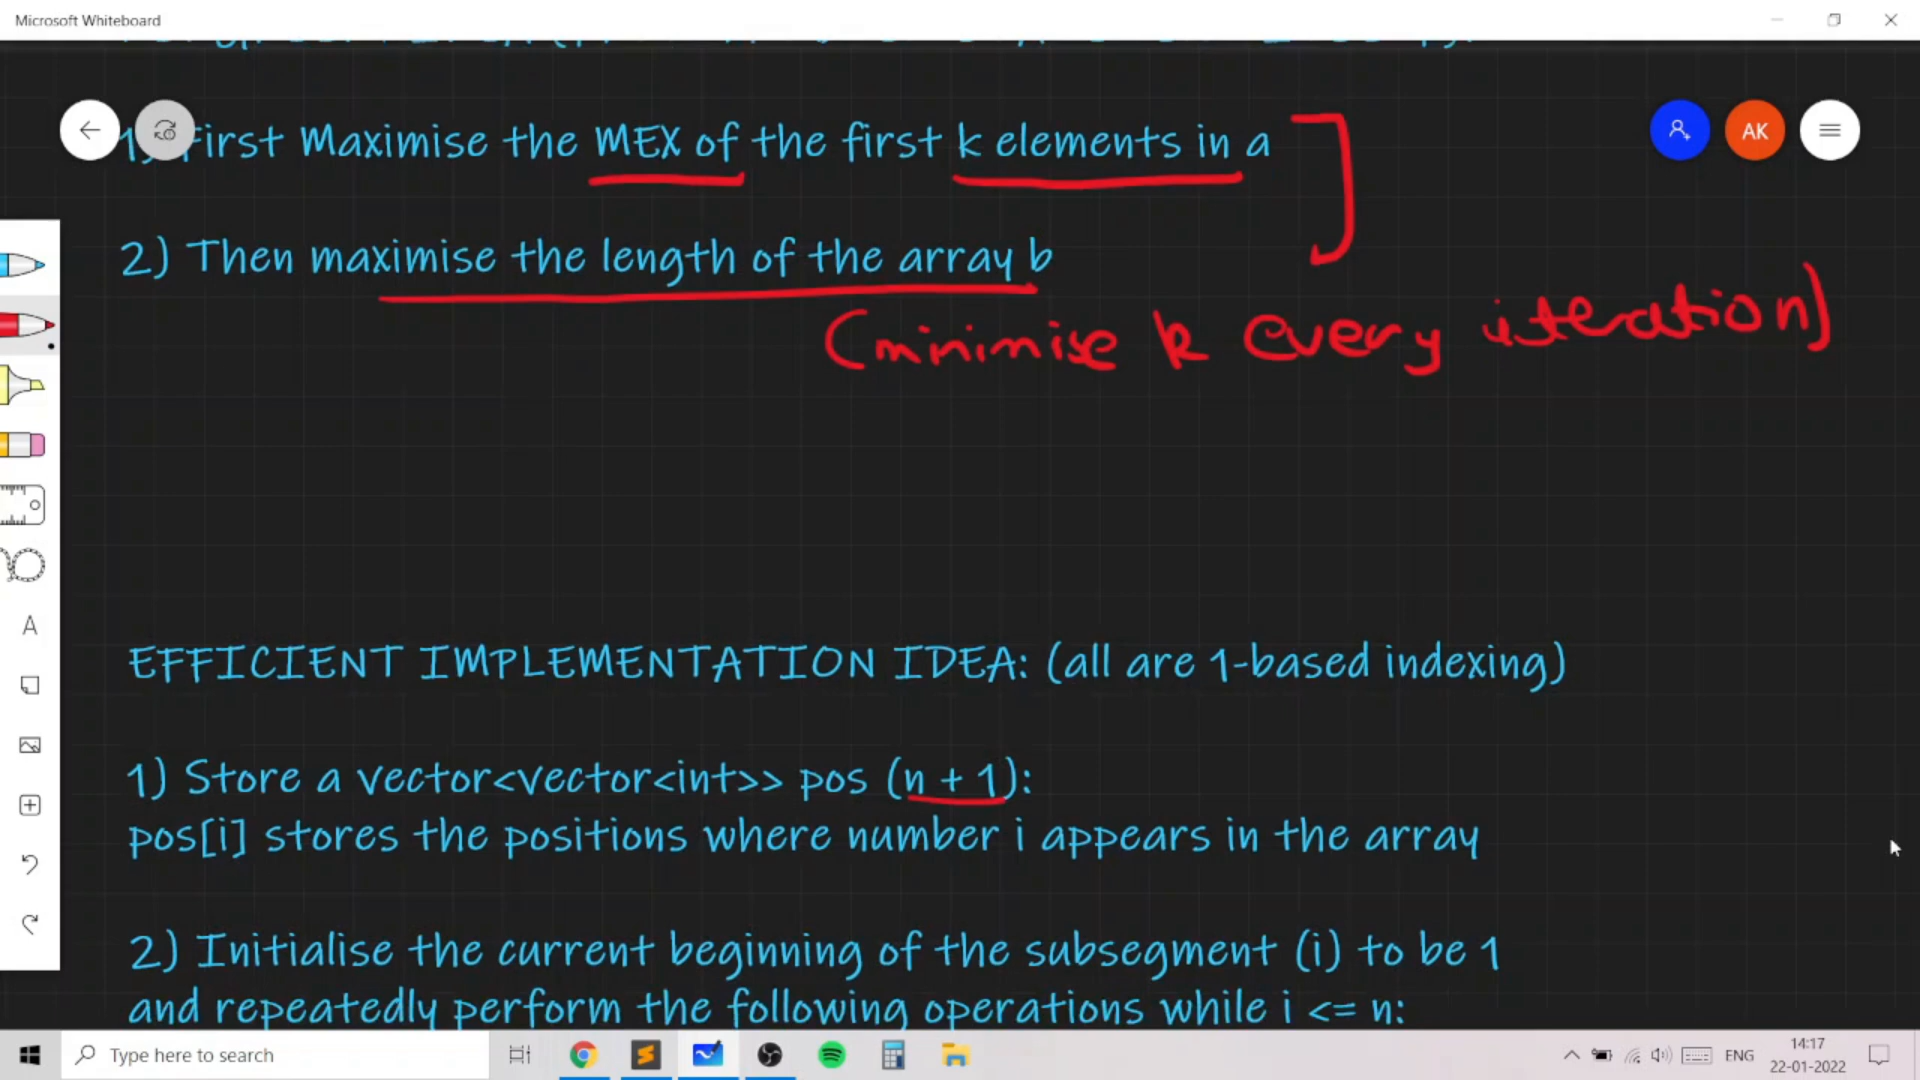 Microsoft Whiteboard
1) First Maximise the MEX of the first k elements in a
AK
2) Then maximise the length of the array b
(minimise k every iteration)
A
EFFICIENT IMPLEMENTATION IDEA: (all are 1-based indexing)
1) Store a vector<vector<int>> pos (n + 1):
pos[i] stores the positions where number i appears in the array
2) Initialise the current beginning of the subsegment (i) to be 1
and repeatedly perform the following operations while i <= n:
Type here to search
ENG
14:17
22-01-2022